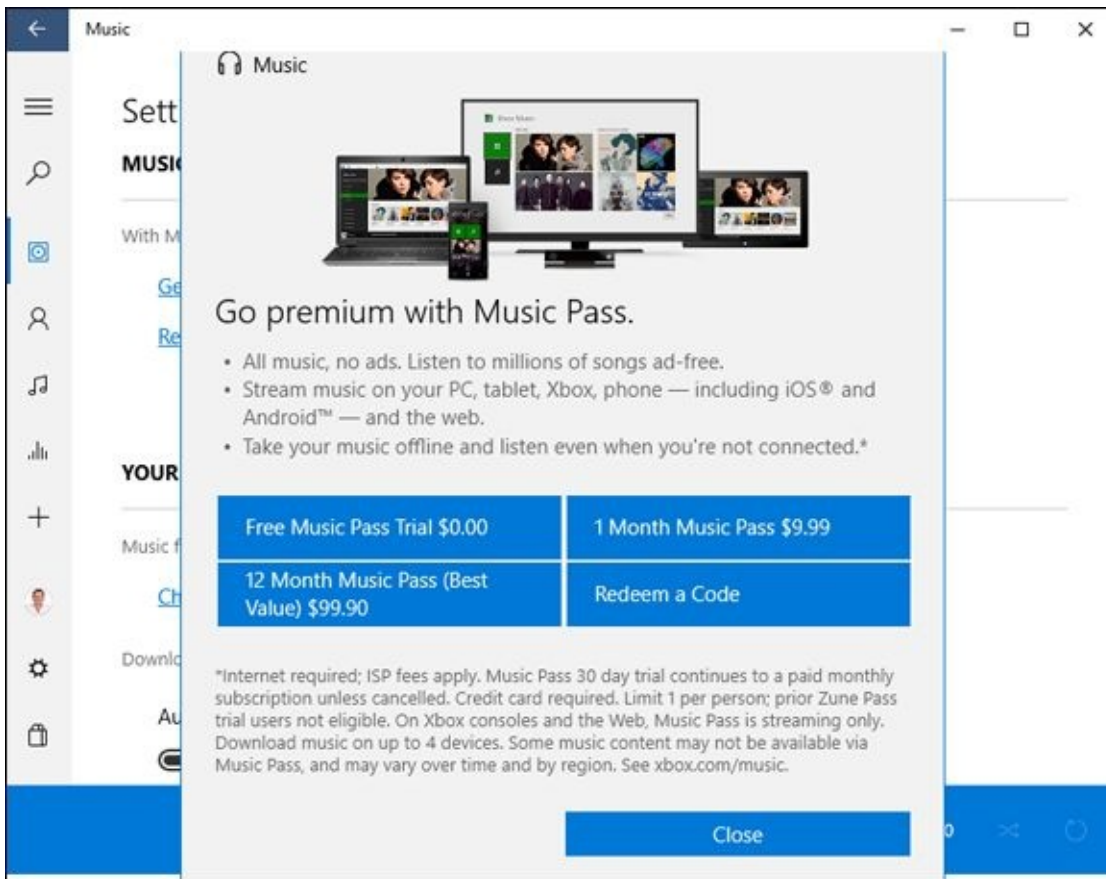 Music
Music
Xbox Music
Sett
MUSIC
With M
Ge
Re
Go premium with Music Pass.
• All music, no ads. Listen to millions of songs ad-free.
• Stream music on your PC, tablet, Xbox, phone — including iOS® and
Android™ — and the web.
• Take your music offline and listen even when you're not connected.*
YOUR
Free Music Pass Trial $0.00
1 Month Music Pass $9.99
Music f
12 Month Music Pass (Best
Value) $99.90
Redeem a Code
Ch
Downlo
*Internet required; ISP fees apply. Music Pass 30 day trial continues to a paid monthly
subscription unless cancelled. Credit card required. Limit 1 per person; prior Zune Pass
trial users not eligible. On Xbox consoles and the Web, Music Pass is streaming only.
Download music on up to 4 devices. Some music content may not be available via
Music Pass, and may vary over time and by region. See xbox.com/music.
Au
Close
0